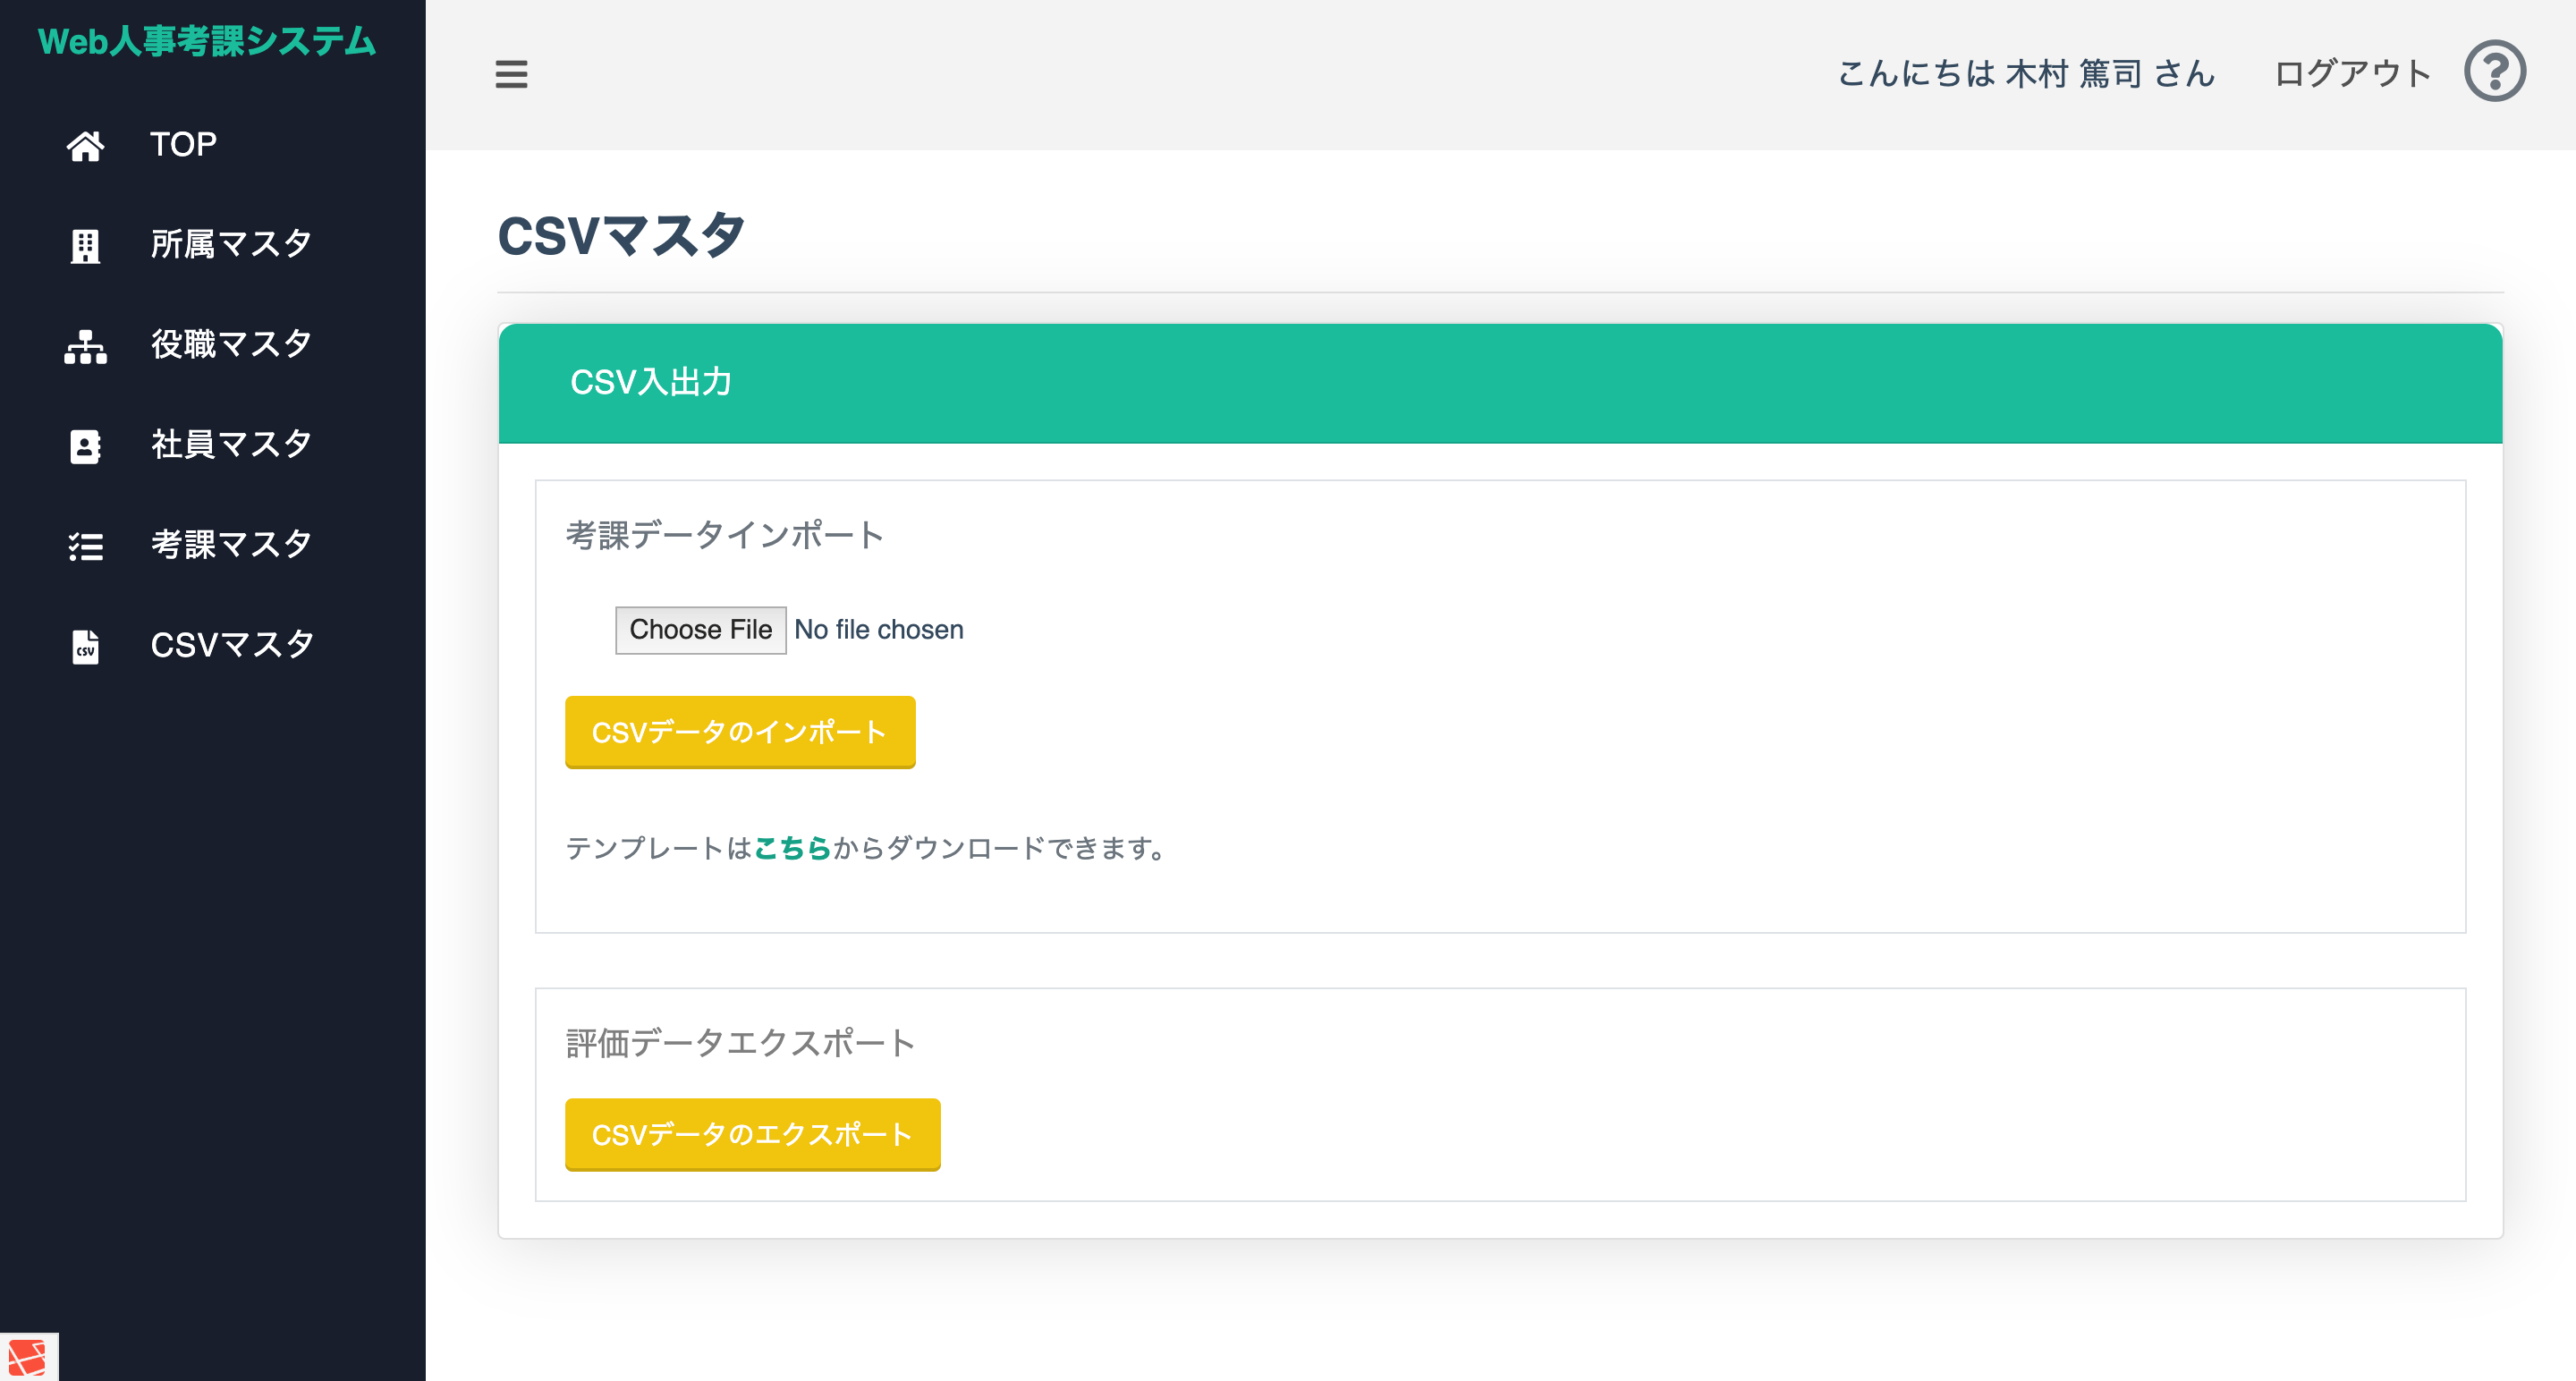 Web人事考課システム
TOP
所属マスタ
役職マスタ
社員マスタ
考課マスタ
CSVマスタ
こんにちは 木村 篤司 さん
ログアウト
CSVマスタ
CSV入出力
考課データインポート
Choose File No file chosen
CSVデータのインポート
テンプレートはこちらからダウンロードできます。
評価データエクスポート
CSVデータのエクスポート